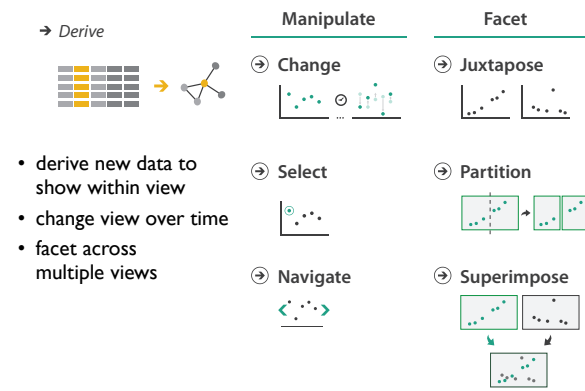 ➔ Derive
• derive new data to
show within view
• change view over time
• facet across
multiple views
Manipulate
Change
...
Select
Navigate
Facet
Juxtapose
Partition
Superimpose